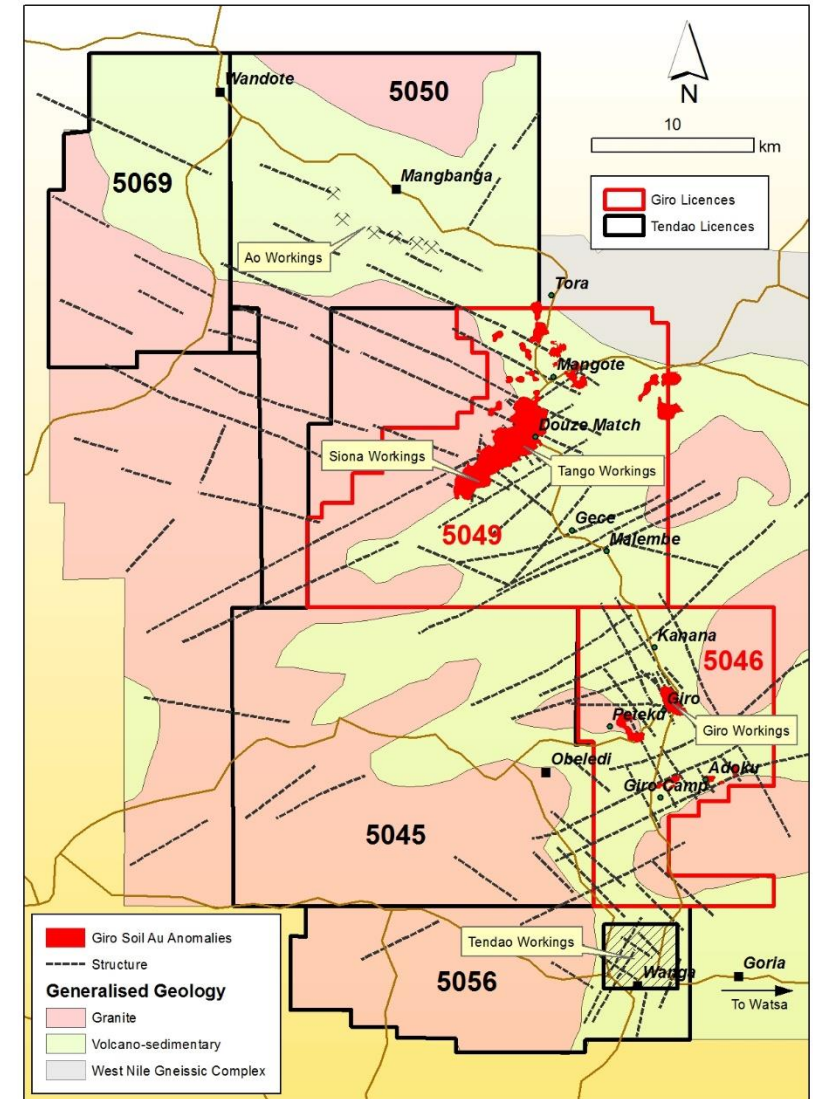 Wandote
5050
N
10
km
5069
Mangbanga
Giro Licences
Tendao Licences
Ao Workings
Tora
Mangote
Douze Match
Siona Workings
Tango Workings
5049
Gece
Malembe
Kanana
5046
Giro
Peteku
Giro Workings
Obeledi
Adoku
Giro Camp
5045
Tendao Workings
Wanga
Goria
To Watsa
5056
Giro Soil Au Anomalies
Structure
Generalised Geology
Granite
Volcano-sedimentary
West Nile Gneissic Complex